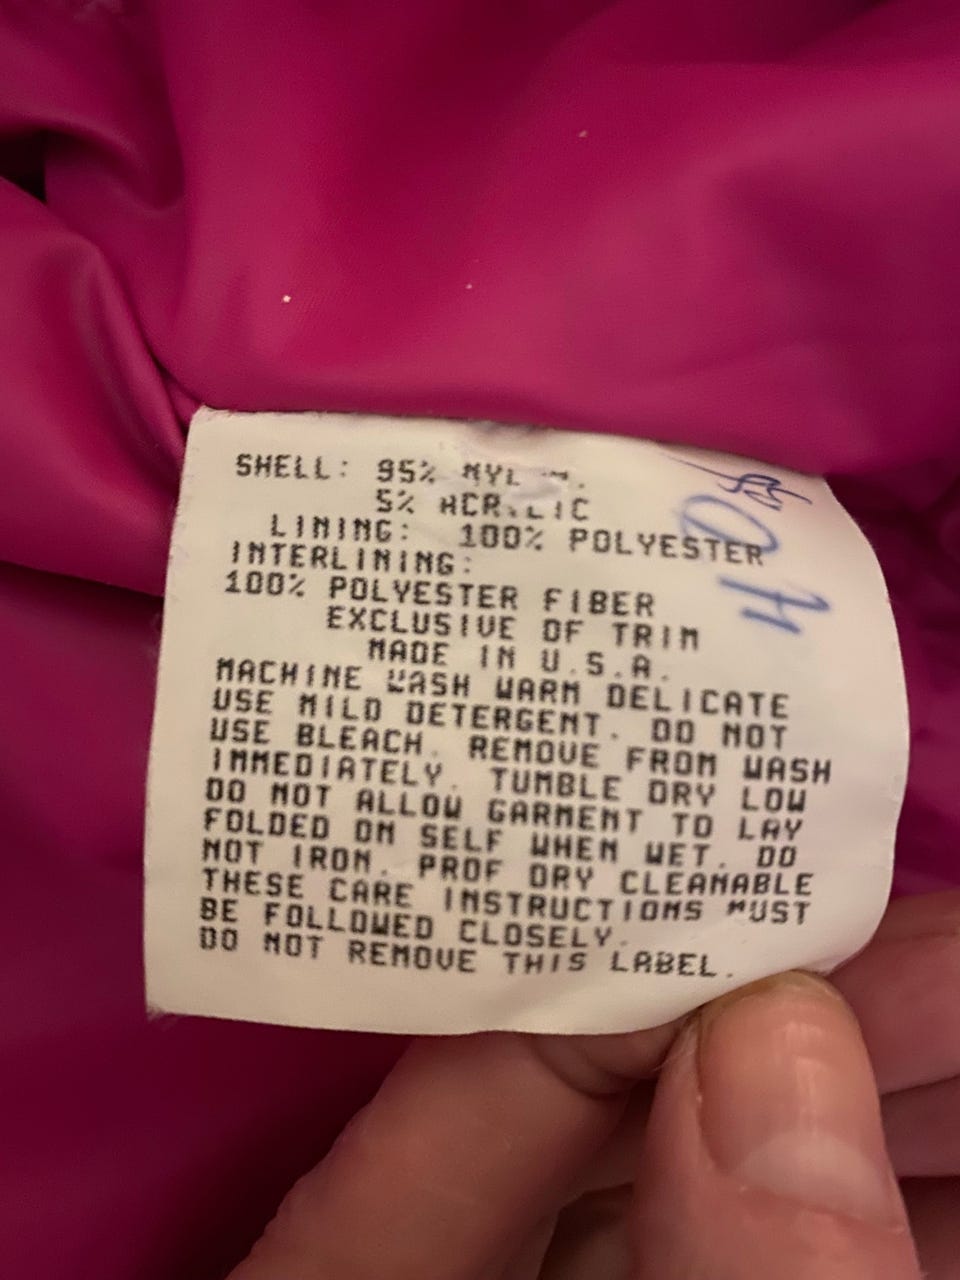 SHELL: 95%
5%
LINING: 100% POLYESTER
INTERLINING:
100% POLYESTER FIBER
EXCLUSIVE OF TRIM
MADE IN U.S.A.
MACHINE WASH WARM DELICATE
USE MILD DETERGENT. DO NOT
USE BLEACH. REMOVE FROM WASH
IMMEDIATELY. TUMBLE DRY LOW
DO NOT ALLOW GARMENT TO LAY
FOLDED ON SELF WHEN WET. DO
NOT IRON. PROF DRY CLEANABLE
THESE CARE INSTRUCTIONS MUST
BE FOLLOWED CLOSELY.
DO NOT REMOVE THIS LABEL.